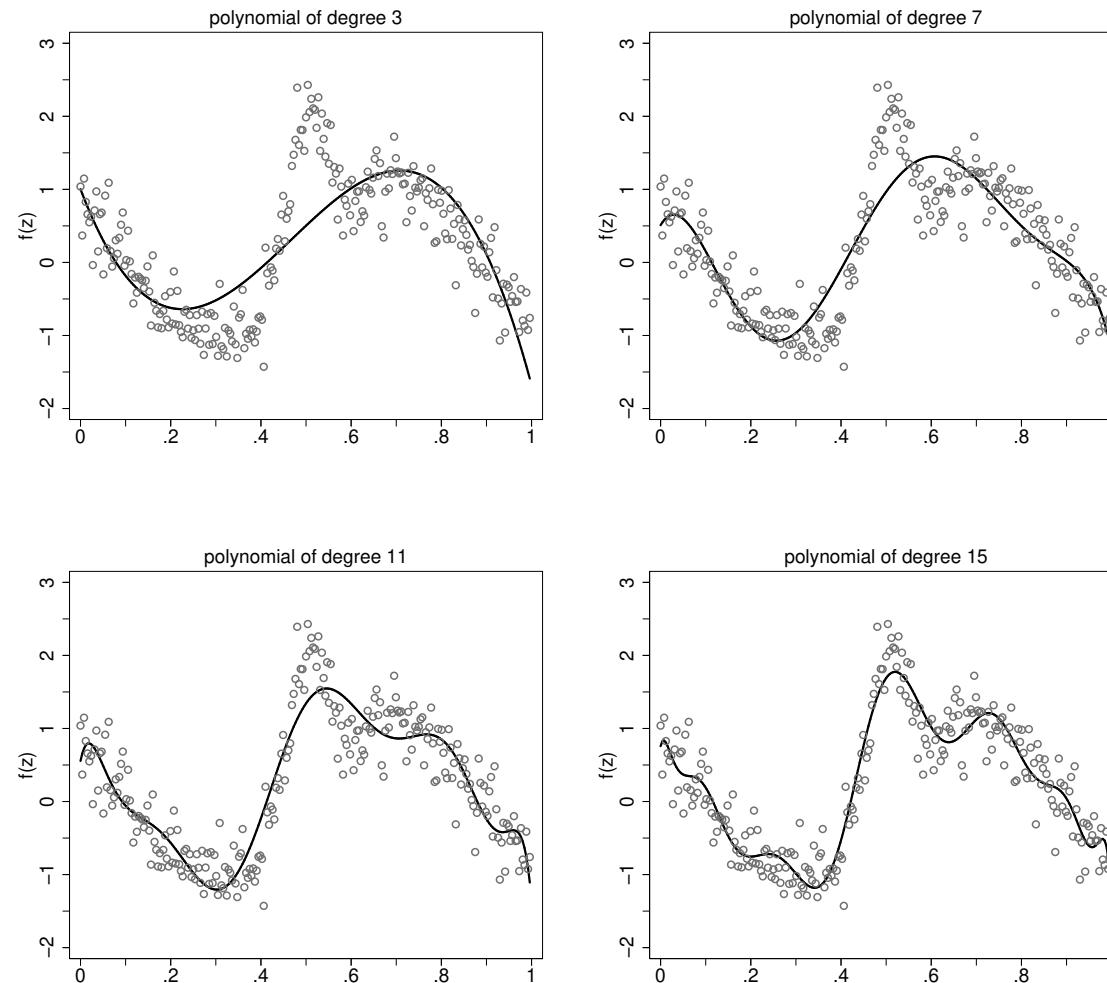 polynomial of degree 3
3
2
1
0
−1
−2
f(z)
0 .2 .4 .6 .8 1
polynomial of degree 7
3
2
1
0
−1
−2
f(z)
0 .2 .4 .6 .8
polynomial of degree 11
3
2
1
0
−1
−2
f(z)
0 .2 .4 .6 .8 1
polynomial of degree 15
3
2
1
0
−1
−2
f(z)
0 .2 .4 .6 .8